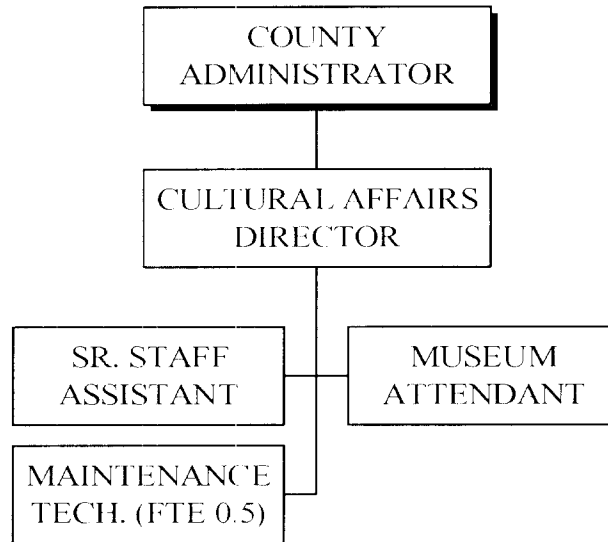 COUNTY
ADMINISTRATOR
CULTURAL AFFAIRS
DIRECTOR
SR. STAFF
ASSISTANT
MUSEUM
ATTENDANT
MAINTENANCE
TECH. (FTE 0.5)